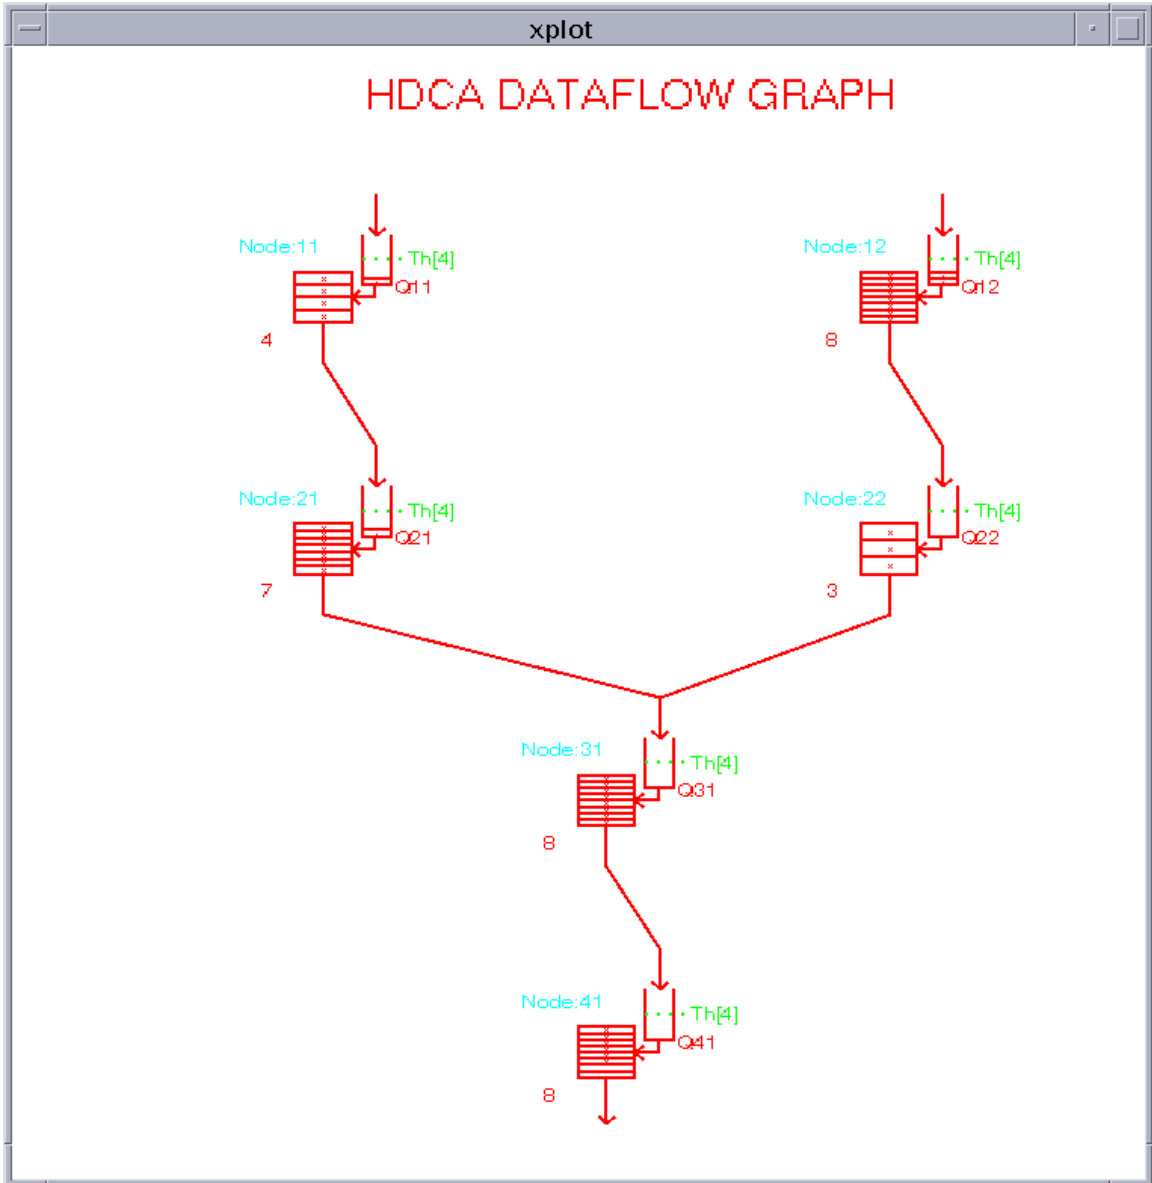 xplot
HDCA DATAFLOW GRAPH
Node:11
Th[4]
Q11
4
Node:12
Th[4]
Q12
8
Node:21
Th[4]
Q21
7
Node:22
Th[4]
Q22
3
Node:31
Th[4]
Q31
8
Node:41
Th[4]
Q41
8